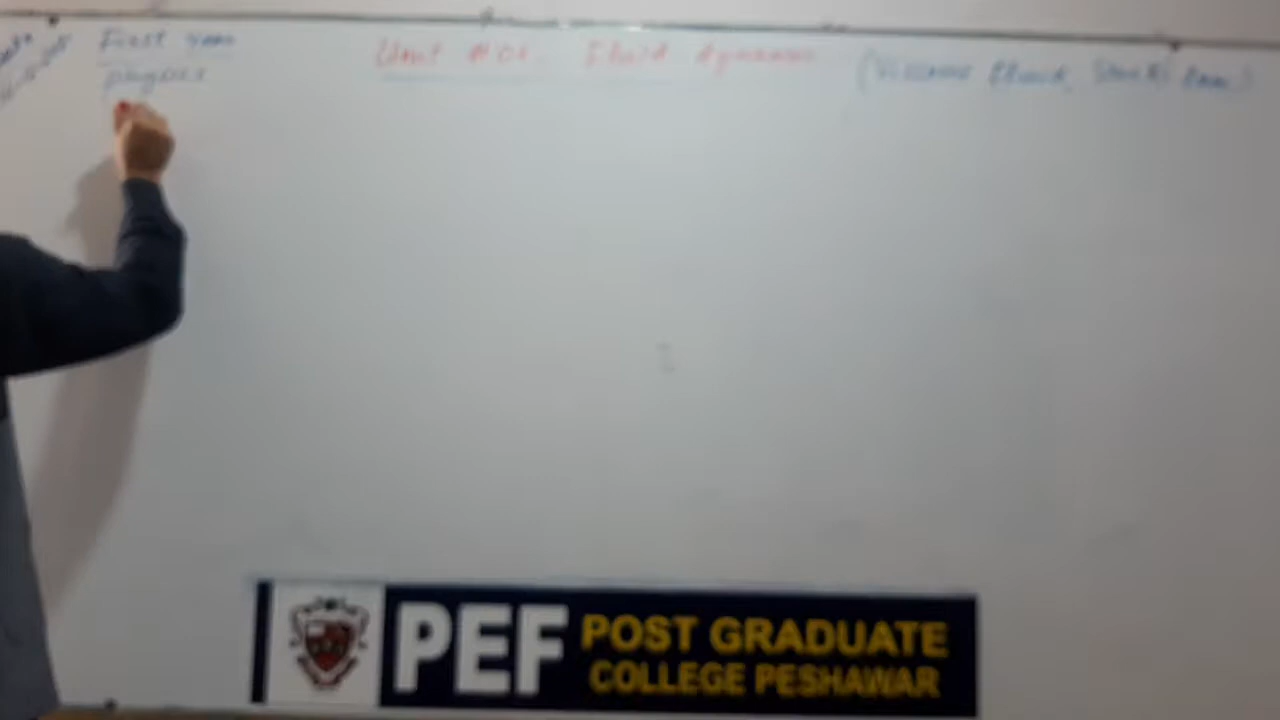 First year
physics
Unit # 06 Fluid dynamics (Viscous fluid, Stoke's Law)
PEF POST GRADUATE
COLLEGE PESHAWAR